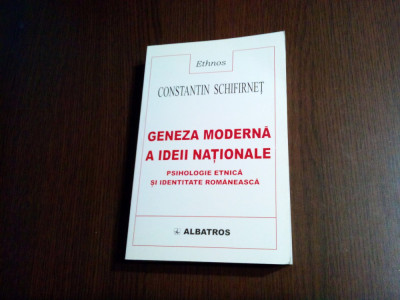 Ethnos
CONSTANTIN SCHIFIRNEȚ
GENEZA MODERNĂ
A IDEII NAȚIONALE
PSIHOLOGIE ETNICĂ
ȘI IDENTITATE ROMÂNEASCĂ
ALBATROS